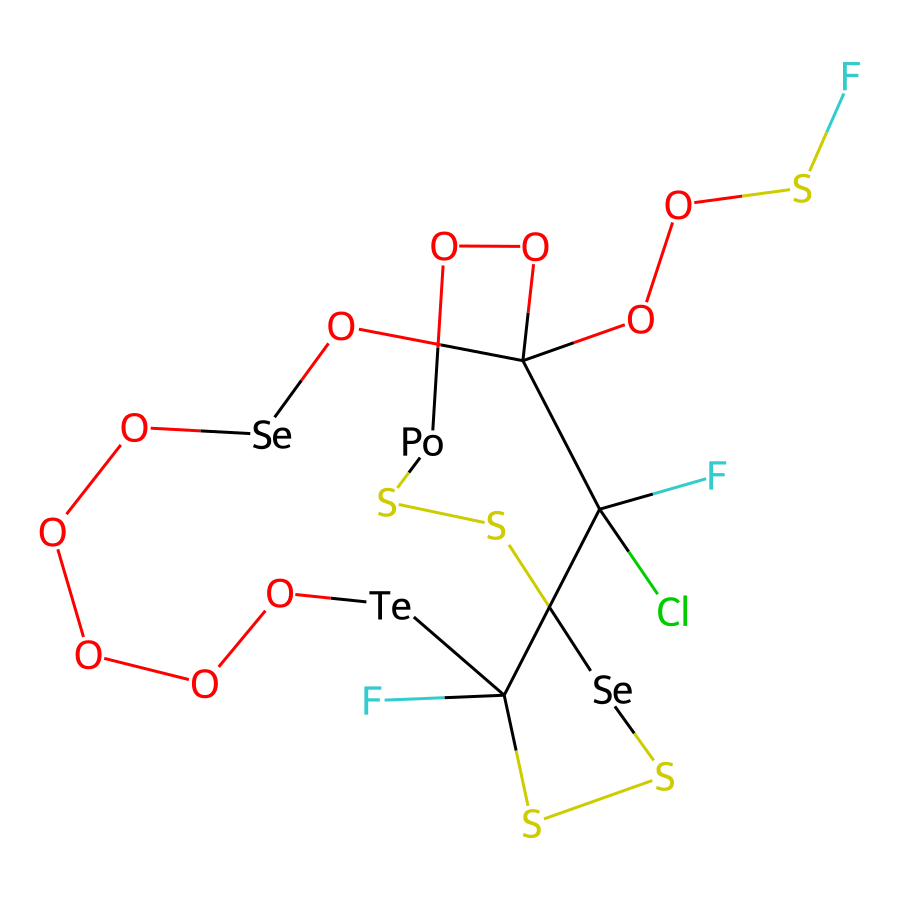 F
O S
O O
O O
O Se Po F
S S
O
O Te Cl
O O
F Se
S
S